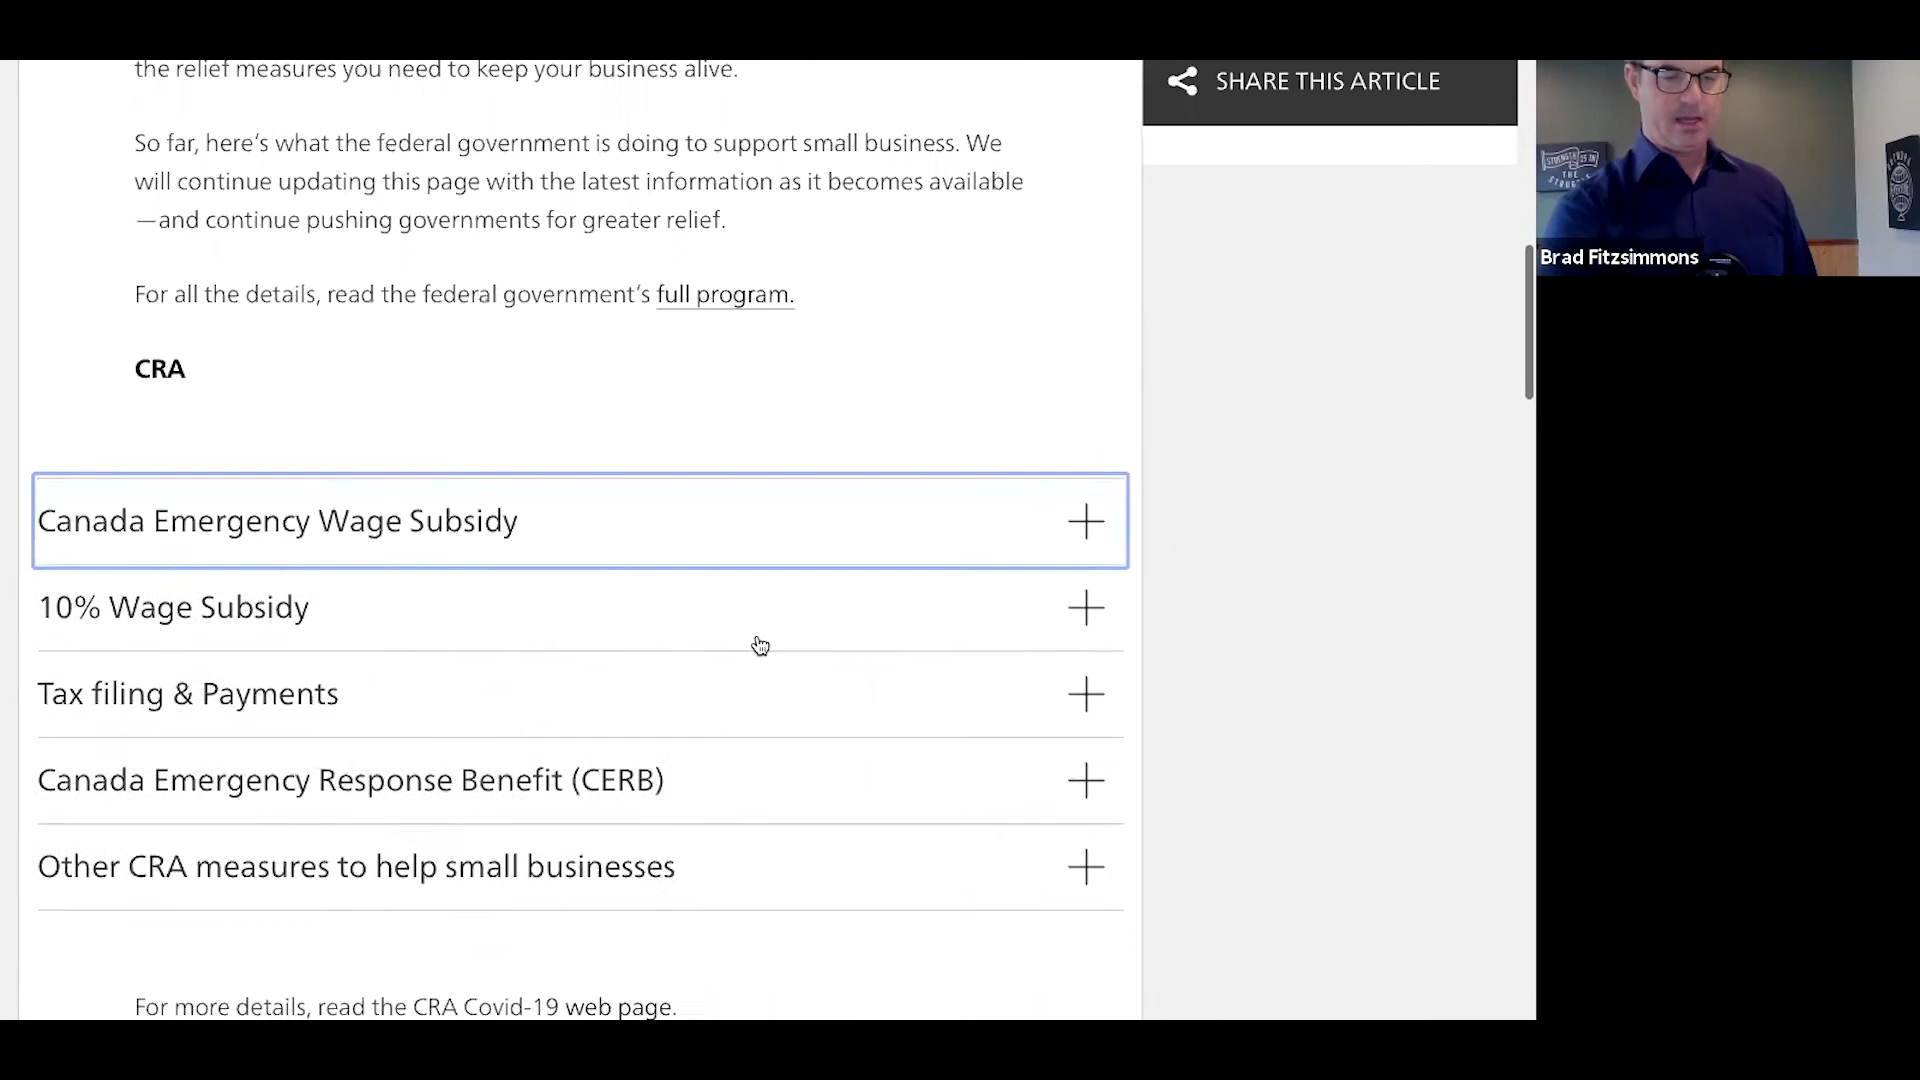 the relief measures you need to keep your business alive.
SHARE THIS ARTICLE
So far, here's what the federal government is doing to support small business. We
will continue updating this page with the latest information as it becomes available
—and continue pushing governments for greater relief.
For all the details, read the federal government's full program.
CRA
Canada Emergency Wage Subsidy
10% Wage Subsidy
Tax filing & Payments
Canada Emergency Response Benefit (CERB)
Other CRA measures to help small businesses
For more details, read the CRA Covid-19 web page.
STRENGTH IS IN
THE
Brad Fitzsimmons